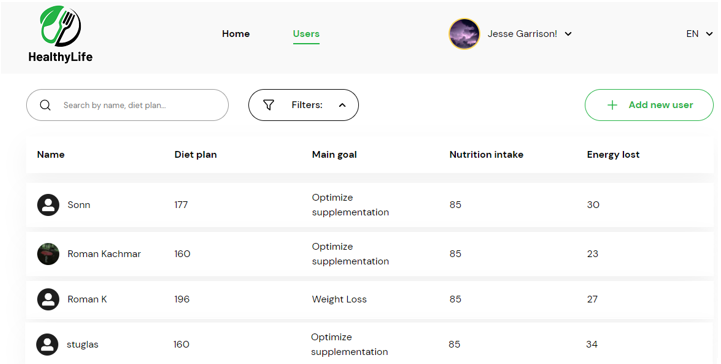 HealthyLife
Home Users Jesse Garrison! EN
Search by name, diet plan... Filters: Add new user
Name Diet plan Main goal Nutrition intake Energy lost
Sonn 177 Optimize 85 30
supplementation
Roman Kachmar 160 Optimize 85 23
supplementation
Roman K 196 Weight Loss 85 27
stuglas 160 Optimize 85 34
supplementation